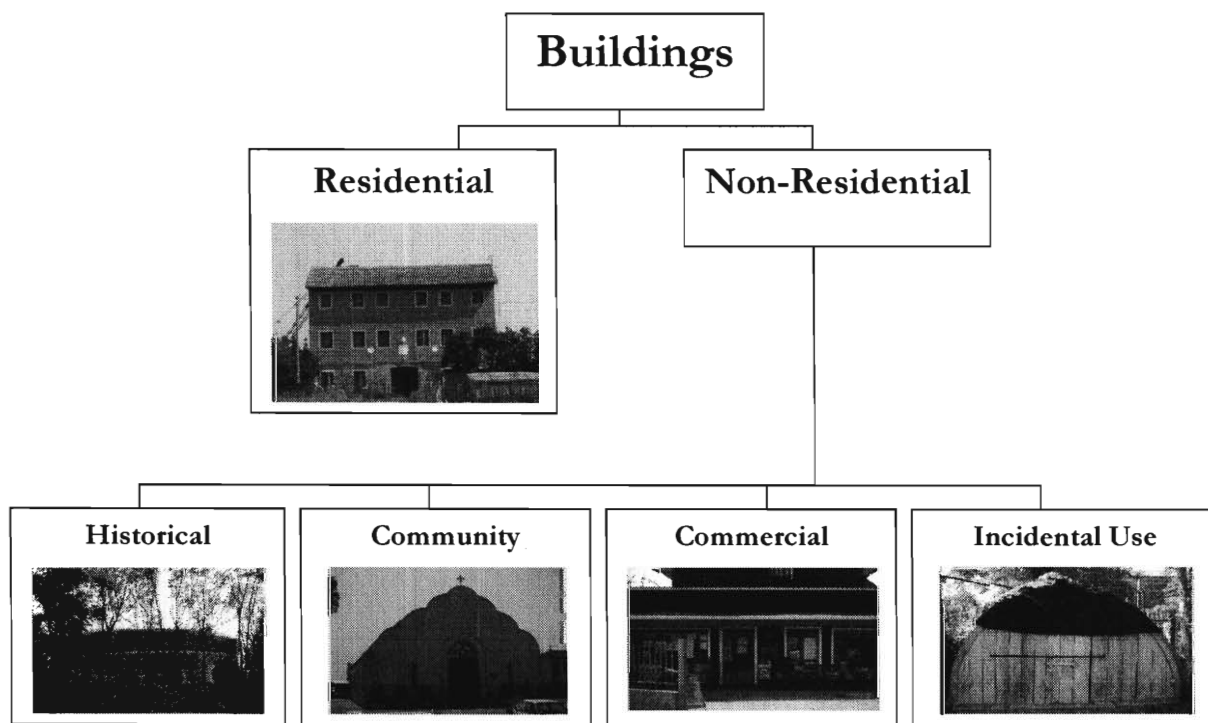 Buildings
Residential
Non-Residential
Historical
Community
Commercial
Incidental Use